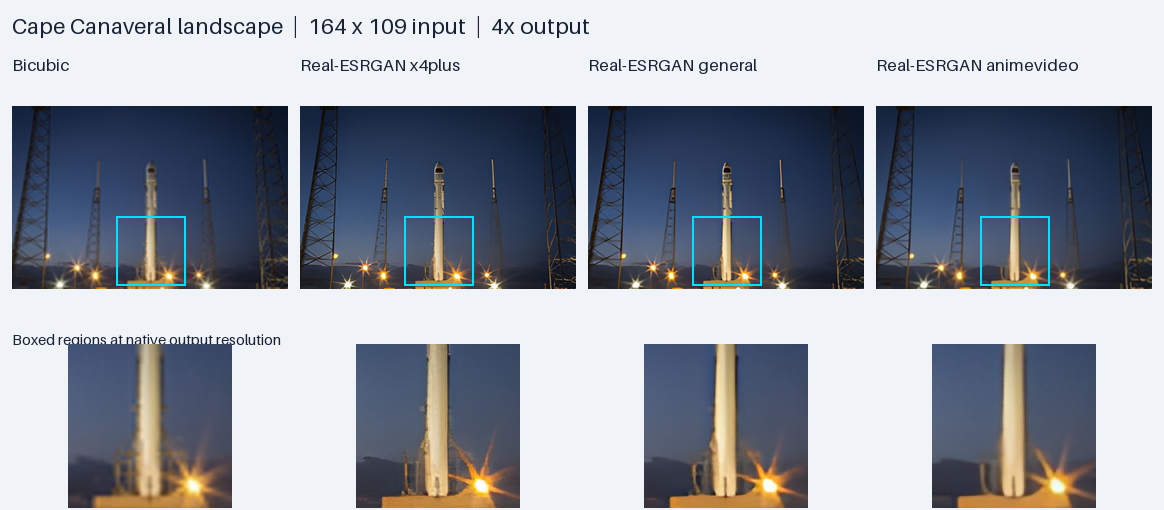 Cape Canaveral landscape | 164 x 109 input | 4x output
Bicubic
Real-ESRGAN x4plus
Real-ESRGAN general
Real-ESRGAN animevideo
Boxed regions at native output resolution